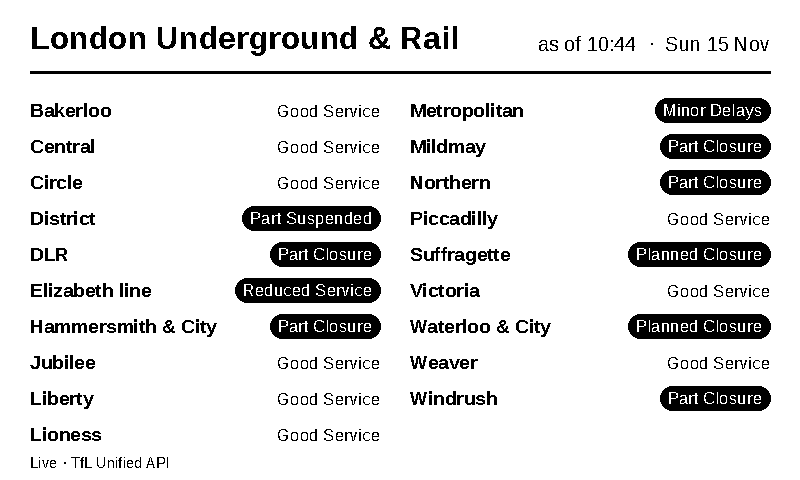 London Underground & Rail
as of 10:44 · Sun 15 Nov
Bakerloo Good Service
Central Good Service
Circle Good Service
District Part Suspended
DLR Part Closure
Elizabeth line Reduced Service
Hammersmith & City Part Closure
Jubilee Good Service
Liberty Good Service
Lioness Good Service
Metropolitan Minor Delays
Mildmay Part Closure
Northern Part Closure
Piccadilly Good Service
Suffragette Planned Closure
Victoria Good Service
Waterloo & City Planned Closure
Weaver Good Service
Windrush Part Closure
Live · TfL Unified API